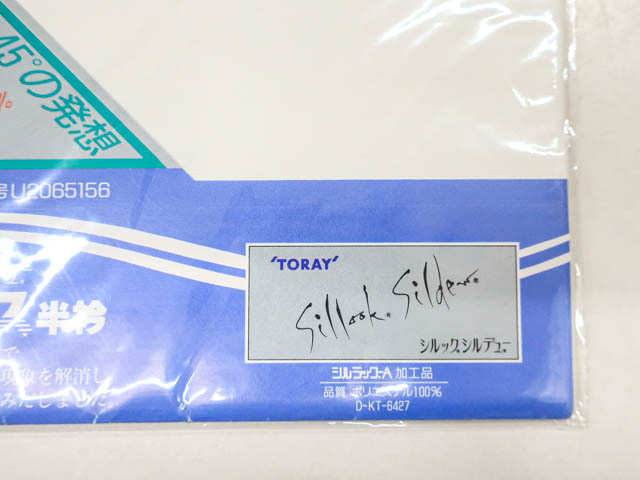 45°の発想
%
号U2065156
半衿
で
現象を解消し
みたしました
'TORAY'
Sillook. Sildew.
シルックシルデュー
シルラック-A 加工品
品質 ポリエステル100%
D-KT-6427